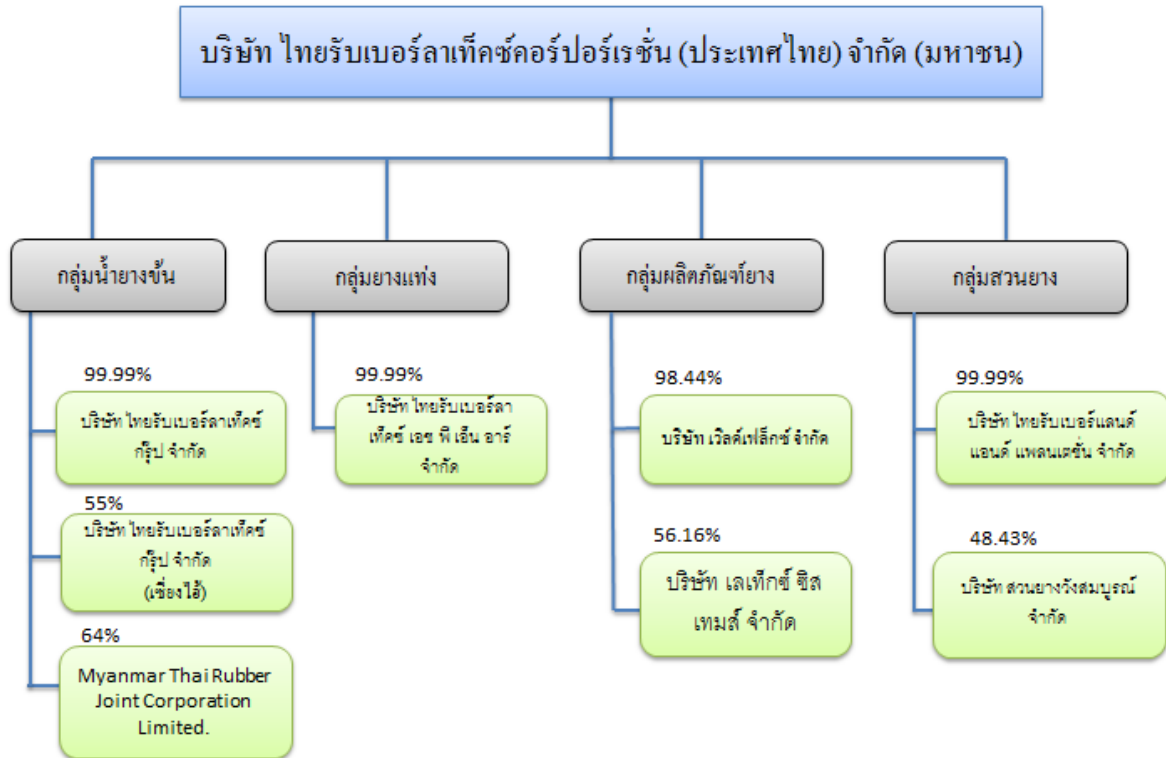 บริษัท ไทยรับเบอร์ลาเท็คซ์คอร์ปอร์เรชั่น (ประเทศไทย) จำกัด (มหาชน)
กลุ่มน้ำยางข้น
กลุ่มยางแท่ง
กลุ่มผลิตภัณฑ์ยาง
กลุ่มสวนยาง
99.99%
บริษัท ไทยรับเบอร์ลาเท็คซ์
กรุ๊ป จำกัด
55%
บริษัท ไทยรับเบอร์ลาเท็คซ์
กรุ๊ป จำกัด
(เซี่ยงไฮ้)
64%
Myanmar Thai Rubber
Joint Corporation
Limited.
99.99%
บริษัท ไทยรับเบอร์ลา
เท็คซ์ เอช พี เอ็น อาร์
จำกัด
98.44%
บริษัท เวิลด์เฟล็กซ์ จำกัด
56.16%
บริษัท เลเท็กซ์ ซิส
เทมส์ จำกัด
99.99%
บริษัท ไทยรับเบอร์แลนด์
แอนด์ แพลนเตชั่น จำกัด
48.43%
บริษัท สวนยางวังสมบูรณ์
จำกัด